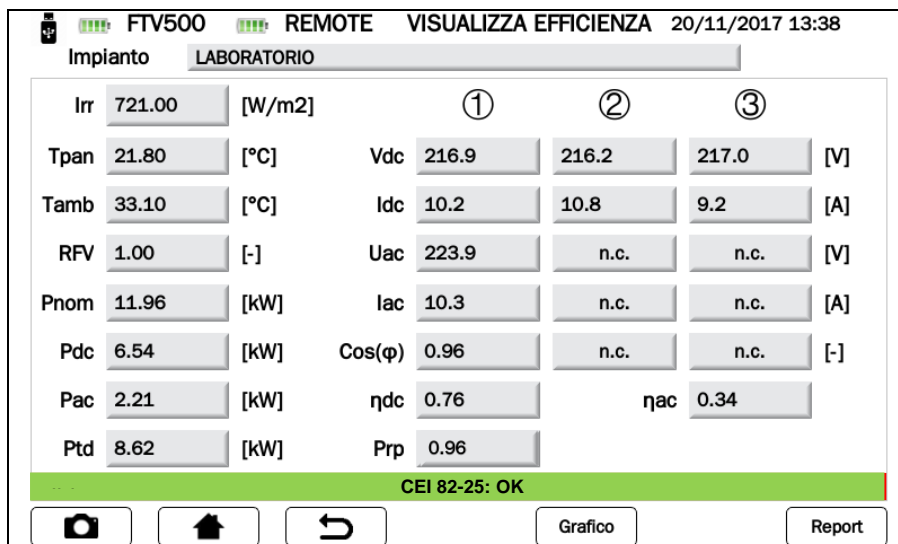 FTV500 REMOTE VISUALIZZA EFFICIENZA 20/11/2017 13:38
Impianto LABORATORIO
Irr 721.00 [W/m2] ① ② ③
Tpan 21.80 [°C] Vdc 216.9 216.2 217.0 [V]
Tamb 33.10 [°C] Idc 10.2 10.8 9.2 [A]
RFV 1.00 [-] Uac 223.9 n.c. n.c. [V]
Pnom 11.96 [kW] Iac 10.3 n.c. n.c. [A]
Pdc 6.54 [kW] Cos(φ) 0.96 n.c. n.c. [-]
Pac 2.21 [kW] ηdc 0.76 ηac 0.34
Ptd 8.62 [kW] Prp 0.96
CEI 82-25: OK
Grafico Report